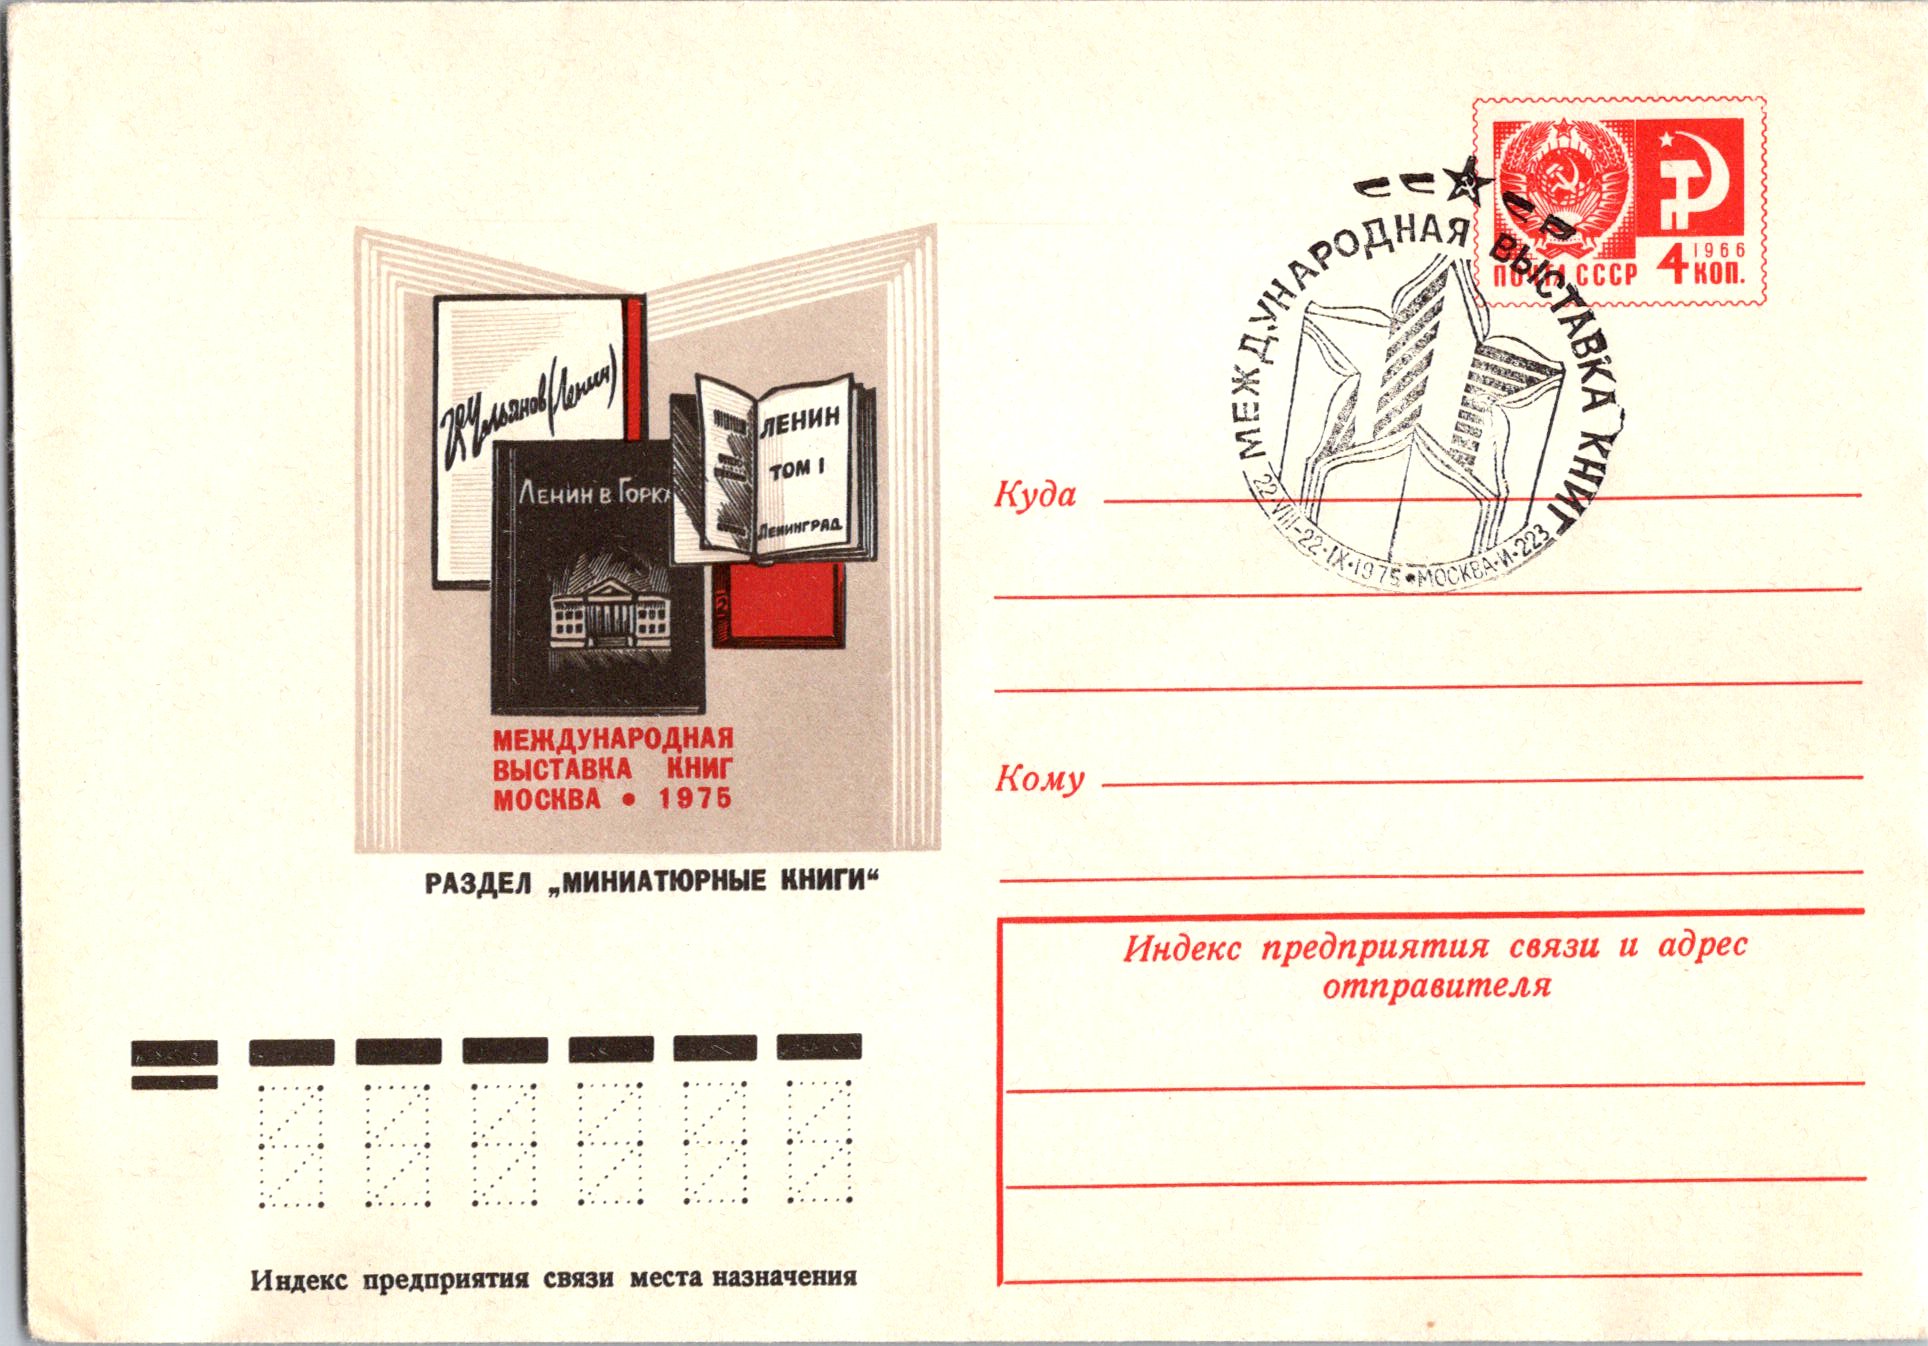 1966
ПОЧТА СССР 4 КОП.
МЕЖДУНАРОДНАЯ ВЫСТАВКА КНИГ
22·VIII-22·IX·1975·МОСКВА·И-223
Ульянов (Ленин)
ЛЕНИН
ТОМ I
ЛЕНИНГРАД
ЛЕНИН В ГОРКА
2
МЕЖДУНАРОДНАЯ
ВЫСТАВКА КНИГ
МОСКВА • 1975
РАЗДЕЛ „МИНИАТЮРНЫЕ КНИГИ“
Куда
Кому
Индекс предприятия связи и адрес
отправителя
Индекс предприятия связи места назначения